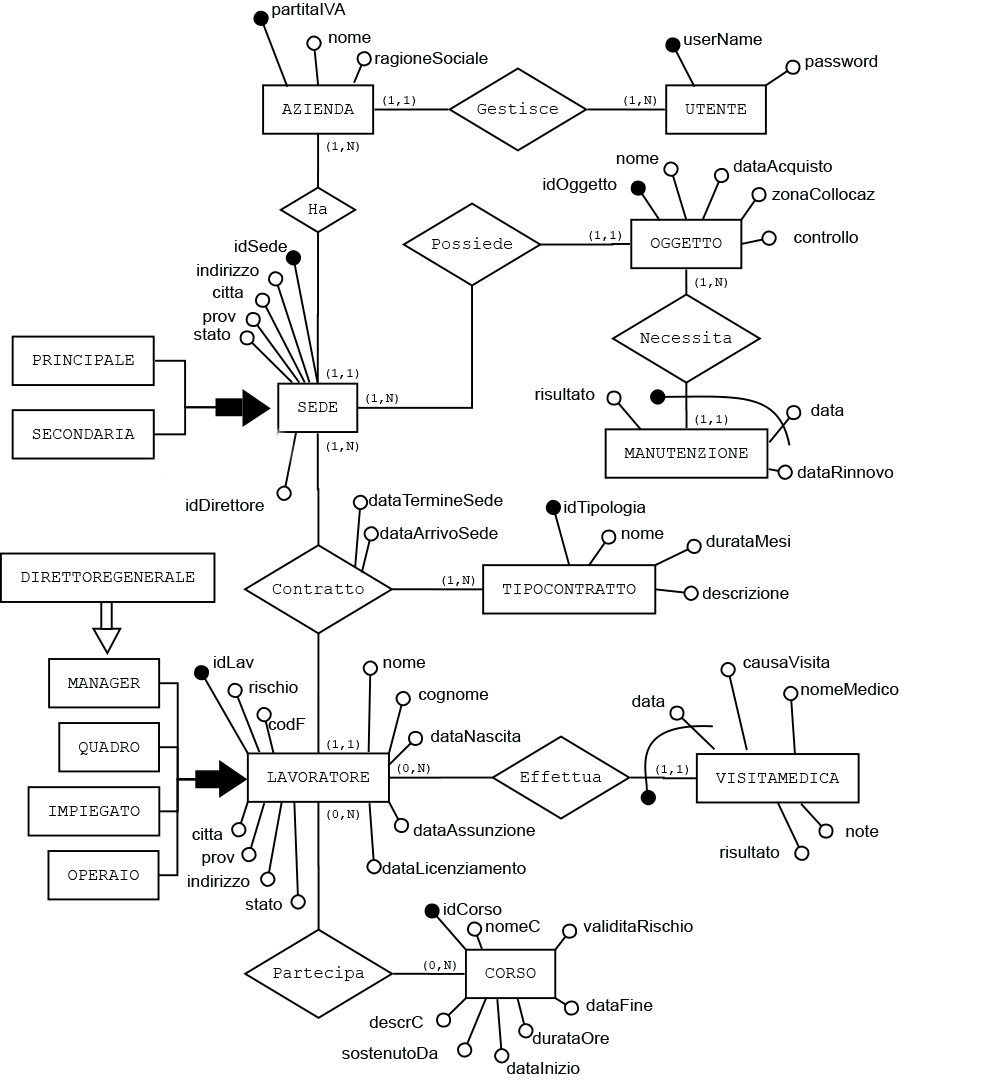 partitaIVA
nome
ragioneSociale
userName
password
AZIENDA
(1,1)
Gestisce
(1,N)
UTENTE
(1,N)
nome
dataAcquisto
idOggetto
zonaCollocaz
Ha
Possiede
(1,1)
OGGETTO
controllo
idSede
indirizzo
citta
prov
stato
(1,N)
Necessita
PRINCIPALE
SECONDARIA
(1,1)
SEDE
(1,N)
(1,N)
risultato
data
(1,1)
MANUTENZIONE
dataRinnovo
idDirettore
dataTermineSede
dataArrivoSede
idTipologia
nome
durataMesi
DIRETTOREGENERALE
Contratto
(1,N)
TIPOCONTRATTO
descrizione
MANAGER
QUADRO
IMPIEGATO
OPERAIO
idLav
rischio
codF
nome
cognome
dataNascita
(1,1)
LAVORATORE
(0,N)
(0,N)
Effettua
(1,1)
data
causaVisita
nomeMedico
VISITAMEDICA
note
risultato
citta
prov
indirizzo
stato
dataAssunzione
dataLicenziamento
idCorso
nomeC
validitaRischio
Partecipa
(0,N)
CORSO
descrC
sostenutoDa
dataInizio
durataOre
dataFine